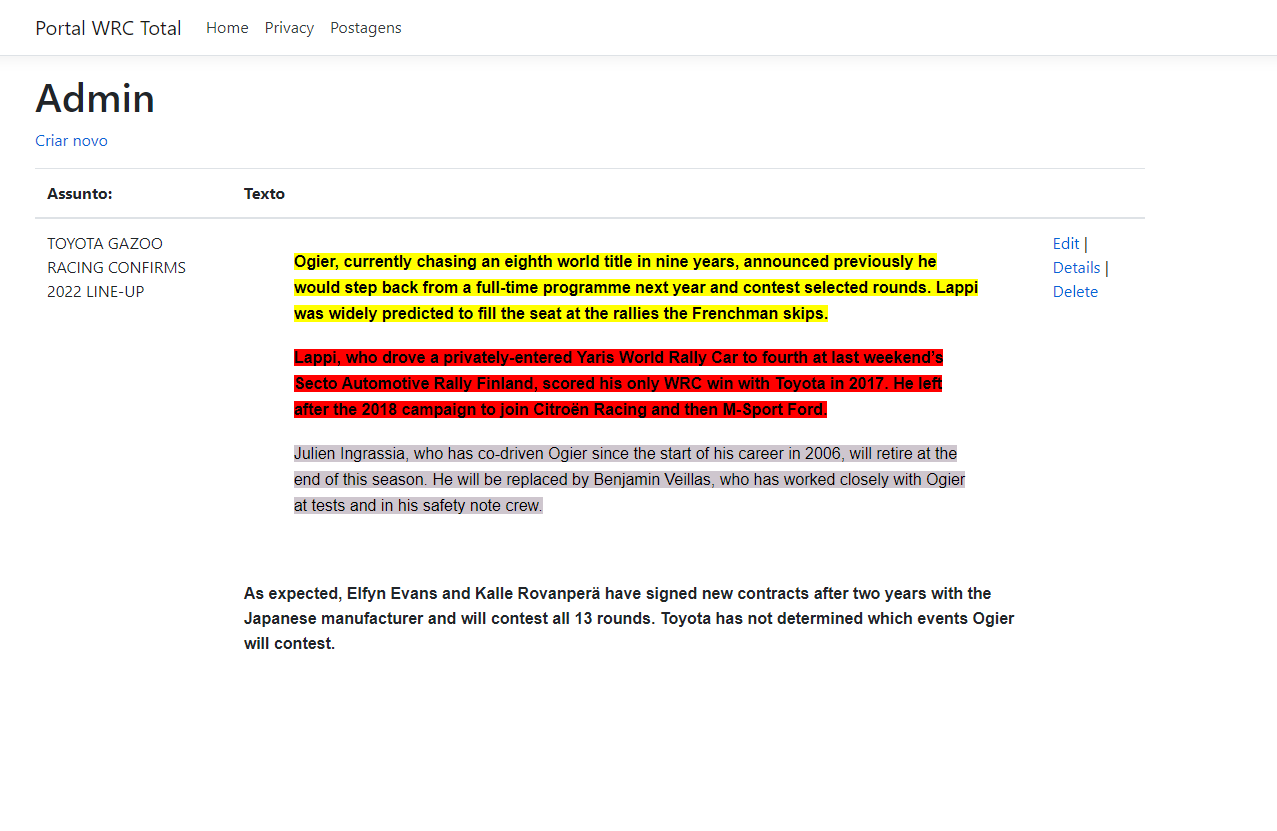 Portal WRC Total Home Privacy Postagens
Admin
Criar novo
Assunto: Texto
TOYOTA GAZOO
RACING CONFIRMS
2022 LINE-UP
Ogier, currently chasing an eighth world title in nine years, announced previously he
would step back from a full-time programme next year and contest selected rounds. Lappi
was widely predicted to fill the seat at the rallies the Frenchman skips.
Lappi, who drove a privately-entered Yaris World Rally Car to fourth at last weekend’s
Secto Automotive Rally Finland, scored his only WRC win with Toyota in 2017. He left
after the 2018 campaign to join Citroën Racing and then M-Sport Ford.
Julien Ingrassia, who has co-driven Ogier since the start of his career in 2006, will retire at the
end of this season. He will be replaced by Benjamin Veillas, who has worked closely with Ogier
at tests and in his safety note crew.
As expected, Elfyn Evans and Kalle Rovanperä have signed new contracts after two years with the
Japanese manufacturer and will contest all 13 rounds. Toyota has not determined which events Ogier
will contest.
Edit |
Details |
Delete